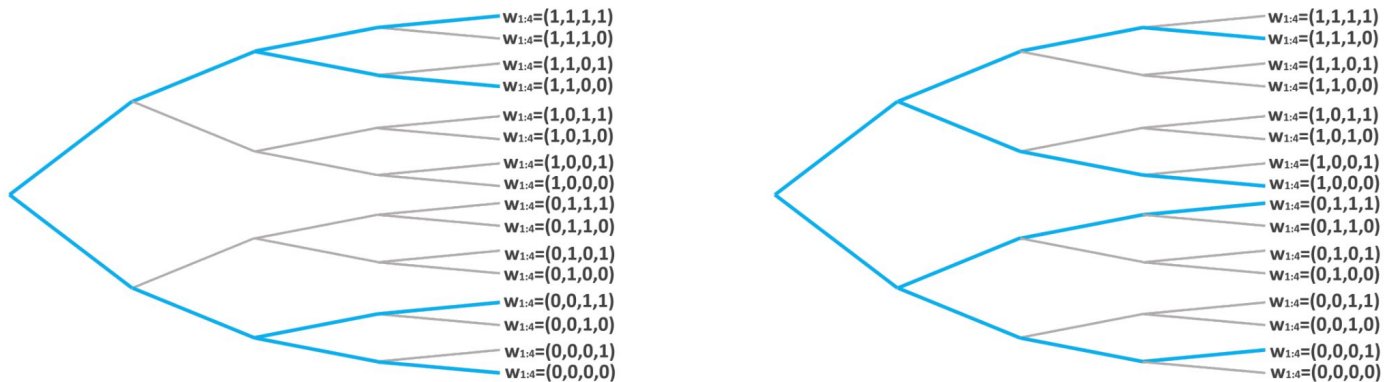 w1:4=(1,1,1,1)
w1:4=(1,1,1,0)
w1:4=(1,1,0,1)
w1:4=(1,1,0,0)
w1:4=(1,0,1,1)
w1:4=(1,0,1,0)
w1:4=(1,0,0,1)
w1:4=(1,0,0,0)
w1:4=(0,1,1,1)
w1:4=(0,1,1,0)
w1:4=(0,1,0,1)
w1:4=(0,1,0,0)
w1:4=(0,0,1,1)
w1:4=(0,0,1,0)
w1:4=(0,0,0,1)
w1:4=(0,0,0,0)
w1:4=(1,1,1,1)
w1:4=(1,1,1,0)
w1:4=(1,1,0,1)
w1:4=(1,1,0,0)
w1:4=(1,0,1,1)
w1:4=(1,0,1,0)
w1:4=(1,0,0,1)
w1:4=(1,0,0,0)
w1:4=(0,1,1,1)
w1:4=(0,1,1,0)
w1:4=(0,1,0,1)
w1:4=(0,1,0,0)
w1:4=(0,0,1,1)
w1:4=(0,0,1,0)
w1:4=(0,0,0,1)
w1:4=(0,0,0,0)